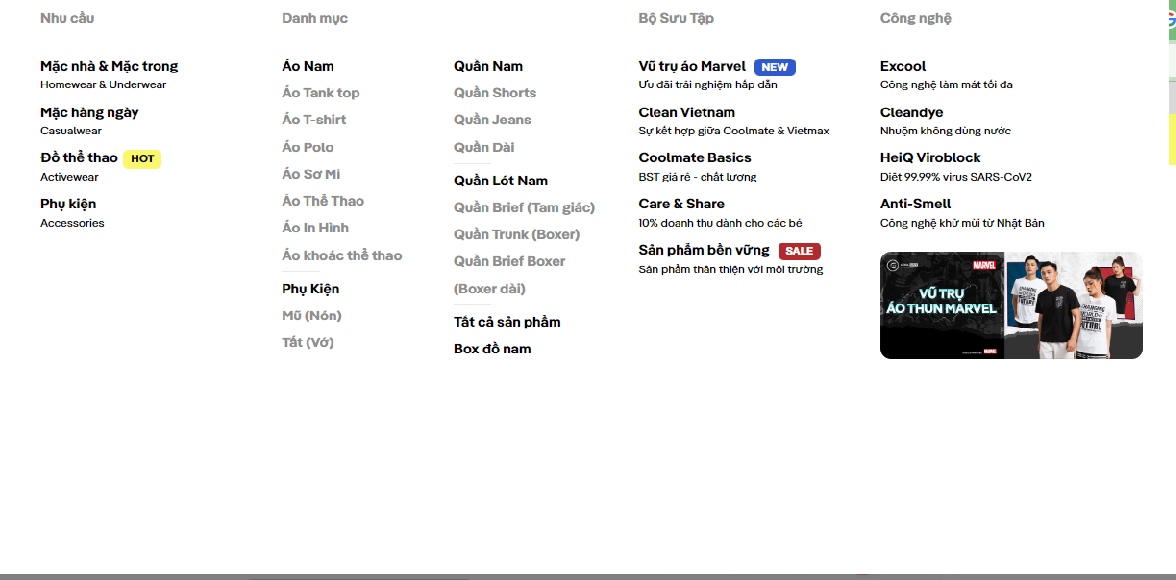 Nhu cầu
Mặc nhà & Mặc trong
Homewear & Underwear
Mặc hàng ngày
Casualwear
Đồ thể thao HOT
Activewear
Phụ kiện
Accessories
Danh mục
Áo Nam
Áo Tank top
Áo T-shirt
Áo Polo
Áo Sơ Mi
Áo Thể Thao
Áo In Hình
Áo khoác thể thao
Phụ Kiện
Mũ (Nón)
Tất (Vớ)
Quần Nam
Quần Shorts
Quần Jeans
Quần Dài
Quần Lót Nam
Quần Brief (Tam giác)
Quần Trunk (Boxer)
Quần Brief Boxer
(Boxer dài)
Tất cả sản phẩm
Box đồ nam
Bộ Sưu Tập
Vũ trụ áo Marvel NEW
Ưu đãi trải nghiệm hấp dẫn
Clean Vietnam
Sự kết hợp giữa Coolmate & Vietmax
Coolmate Basics
BST giá rẻ - chất lượng
Care & Share
10% doanh thu dành cho các bé
Sản phẩm bền vững SALE
Sản phẩm thân thiện với môi trường
Công nghệ
Excool
Công nghệ làm mát tối đa
Cleandye
Nhuộm không dùng nước
HeiQ Viroblock
Diệt 99.99% virus SARS-CoV2
Anti-Smell
Công nghệ khử mùi từ Nhật Bản
MARVEL
VŨ TRỤ
ÁO THUN MARVEL
MARVEL